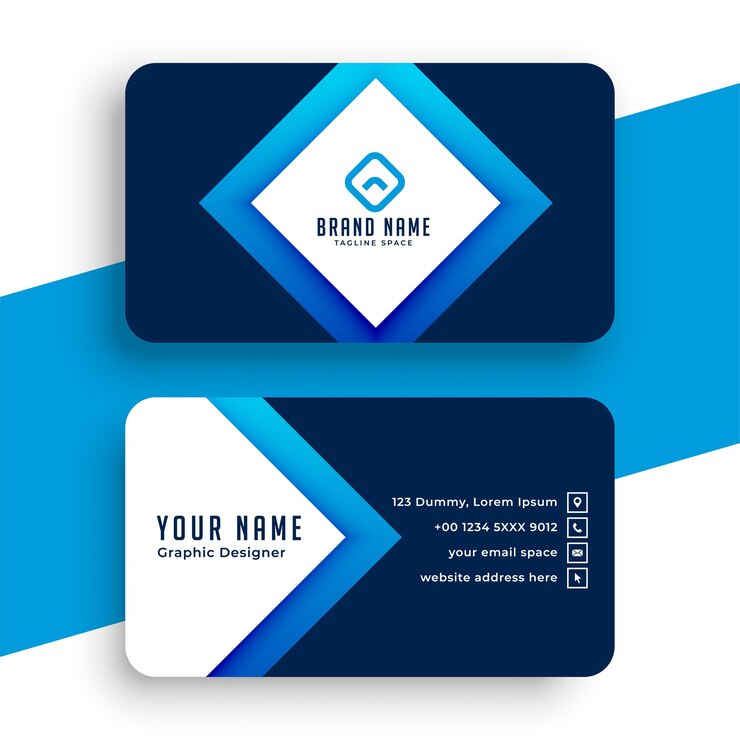 BRAND NAME
TAGLINE SPACE
YOUR NAME
Graphic Designer
123 Dummy, Lorem Ipsum
+00 1234 5XXX 9012
your email space
website address here